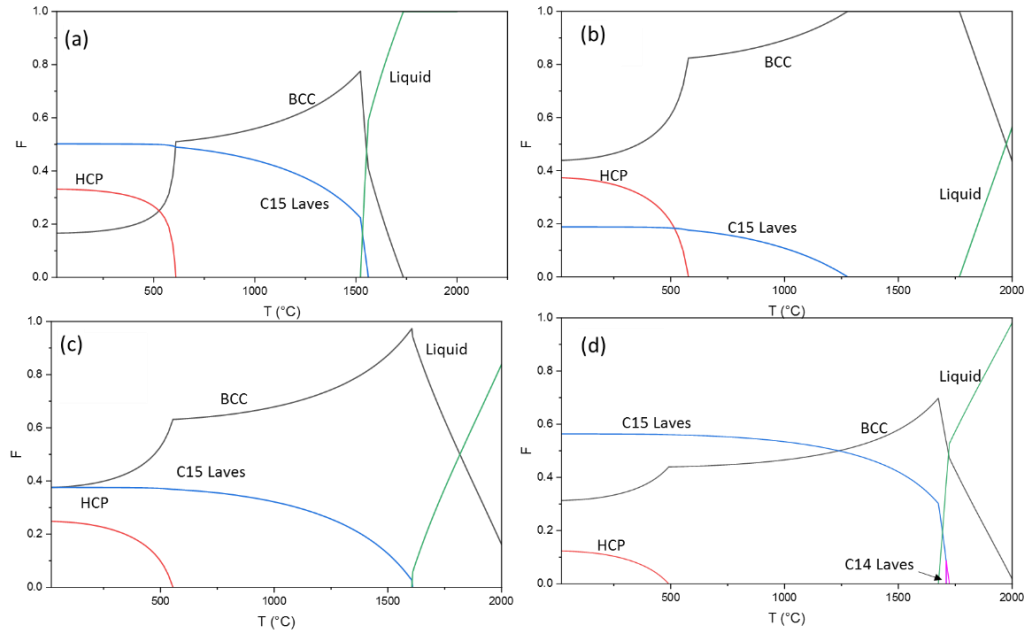 (a)
1.0
0.8
0.6
0.4
0.2
0.0
F
HCP
BCC
C15 Laves
Liquid
500
1000
1500
2000
T (°C)
(b)
1.0
0.8
0.6
0.4
0.2
0.0
F
BCC
HCP
C15 Laves
Liquid
500
1000
1500
2000
T (°C)
(c)
1.0
0.8
0.6
0.4
0.2
0.0
F
Liquid
BCC
C15 Laves
HCP
500
1000
1500
2000
T (°C)
(d)
1.0
0.8
0.6
0.4
0.2
0.0
F
Liquid
C15 Laves
BCC
HCP
C14 Laves
500
1000
1500
2000
T (°C)